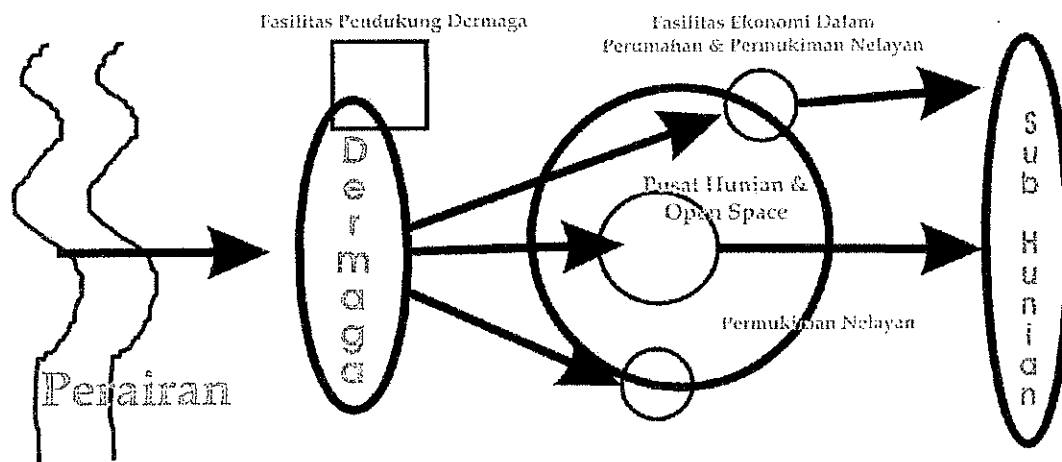 Fasilitas Pendukung Dermaga
Fasilitas Ekonomi Dalam
Perumahan & Permukiman Nelayan
Dermaga
Pusat Hunian &
Open Space
Permukiman Nelayan
Sub Hunian
Perairan